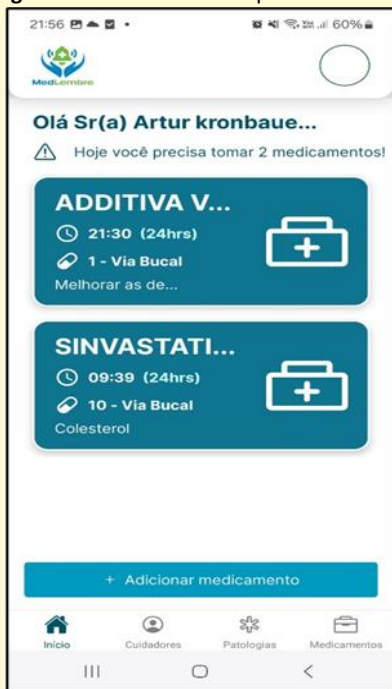 21:56
60%
MedLembre
Olá Sr(a) Artur kronbaue...
Hoje você precisa tomar 2 medicamentos!
ADDITIVA V...
21:30 (24hrs)
1 - Via Bucal
Melhorar as de...
SINVASTATI...
09:39 (24hrs)
10 - Via Bucal
Colesterol
+ Adicionar medicamento
Início Cuidadores Patologias Medicamentos